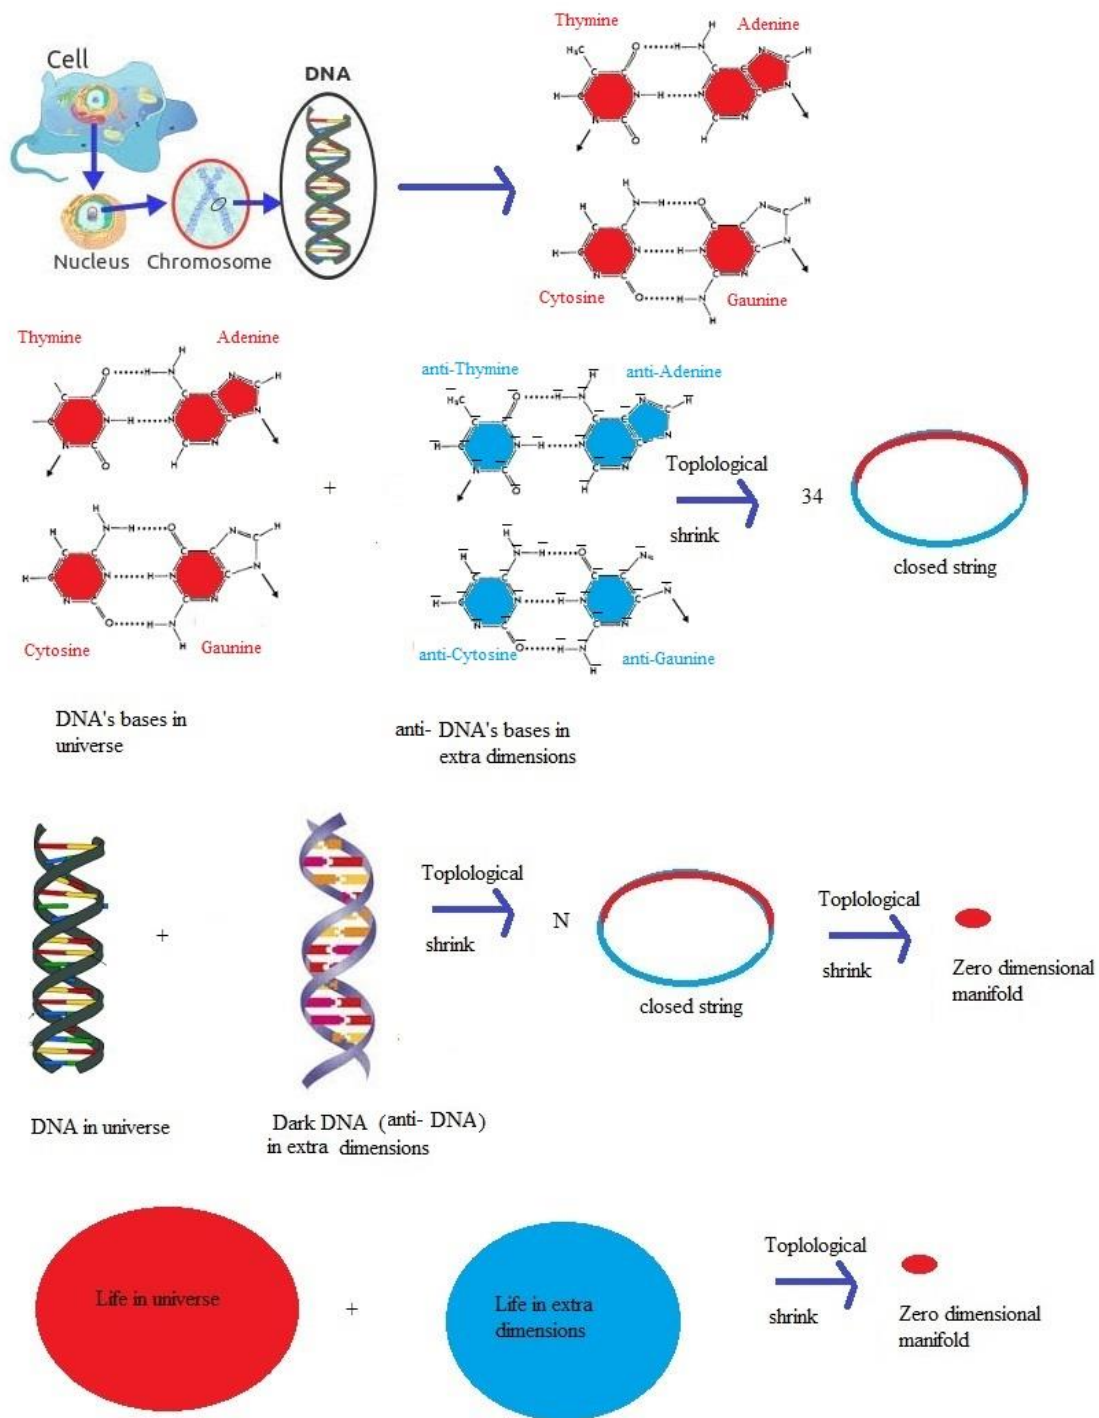 Cell
DNA
Nucleus
Chromosome
Thymine
Adenine
H
O
H
N
H₃C
N
C
H
H
C
N
H
N
N
N
C
O
C
N
H
H
N
H
O
N
C
H
H
C
N
H
N
N
N
C
O
H
N
H
Cytosine
Gaunine
Thymine
Adenine
H
O
H
N
N
C
H
N
H
N
N
N
C
O
C
N
H
Cytosine
Gaunine
H
N
H
O
N
C
H
H
C
N
H
N
N
N
C
O
H
N
H
+
anti-Thymine
anti-Adenine
H
O
H
N
H₃C
N
C
H
H
C
N
H
N
N
N
C
O
C
N
H
H
N
H
O
N
H
C
N
H
N
N
N
C
O
H
N
H
anti-Cytosine
anti-Gaunine
Toplological
shrink
34
closed string
DNA's bases in
universe
anti- DNA's bases in
extra dimensions
+
Toplological
shrink
N
closed string
Toplological
shrink
Zero dimensional
manifold
DNA in universe
Dark DNA (anti- DNA)
in extra dimensions
Life in universe
+
Life in extra
dimensions
Toplological
shrink
Zero dimensional
manifold